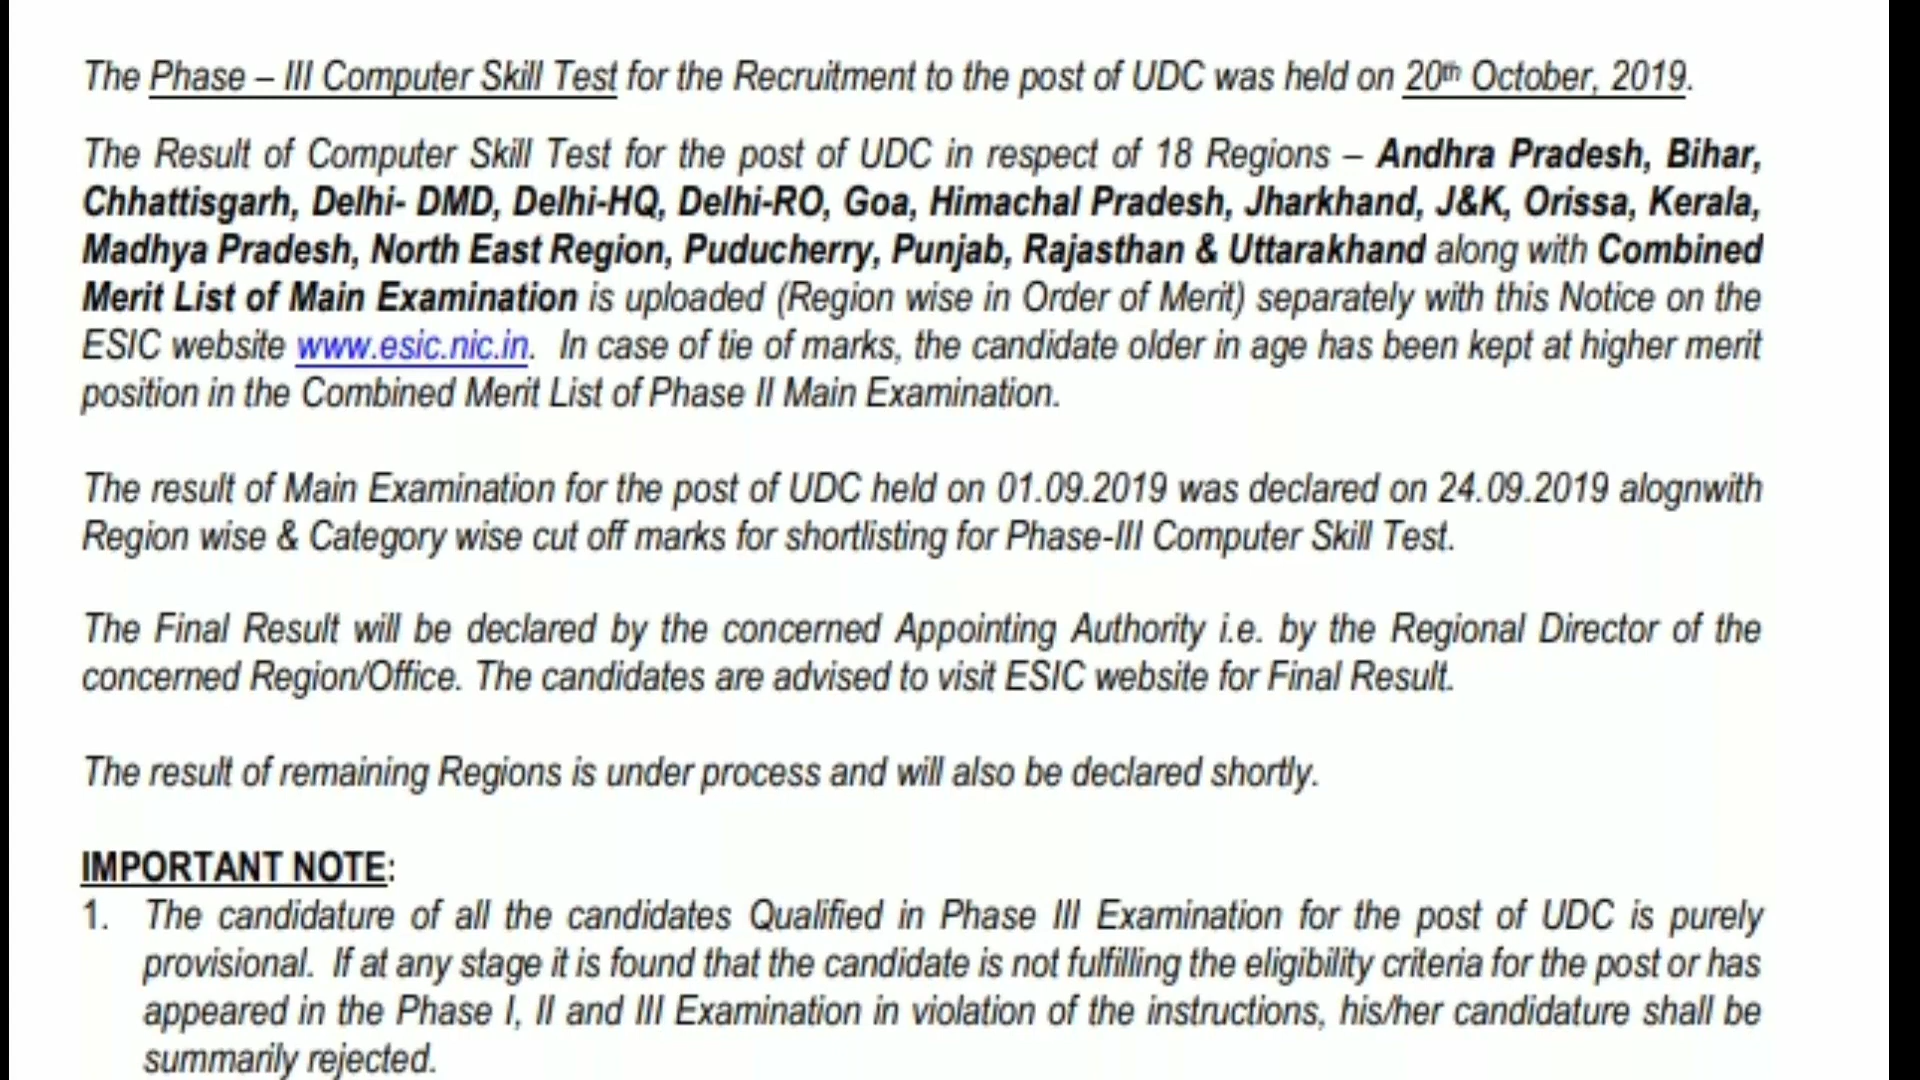 The Phase – III Computer Skill Test for the Recruitment to the post of UDC was held on 20th October, 2019.
The Result of Computer Skill Test for the post of UDC in respect of 18 Regions – Andhra Pradesh, Bihar,
Chhattisgarh, Delhi- DMD, Delhi-HQ, Delhi-RO, Goa, Himachal Pradesh, Jharkhand, J&K, Orissa, Kerala,
Madhya Pradesh, North East Region, Puducherry, Punjab, Rajasthan & Uttarakhand along with Combined
Merit List of Main Examination is uploaded (Region wise in Order of Merit) separately with this Notice on the
ESIC website www.esic.nic.in. In case of tie of marks, the candidate older in age has been kept at higher merit
position in the Combined Merit List of Phase II Main Examination.
The result of Main Examination for the post of UDC held on 01.09.2019 was declared on 24.09.2019 alognwith
Region wise & Category wise cut off marks for shortlisting for Phase-III Computer Skill Test.
The Final Result will be declared by the concerned Appointing Authority i.e. by the Regional Director of the
concerned Region/Office. The candidates are advised to visit ESIC website for Final Result.
The result of remaining Regions is under process and will also be declared shortly.
IMPORTANT NOTE:
1. The candidature of all the candidates Qualified in Phase III Examination for the post of UDC is purely
provisional. If at any stage it is found that the candidate is not fulfilling the eligibility criteria for the post or has
appeared in the Phase I, II and III Examination in violation of the instructions, his/her candidature shall be
summarily rejected.